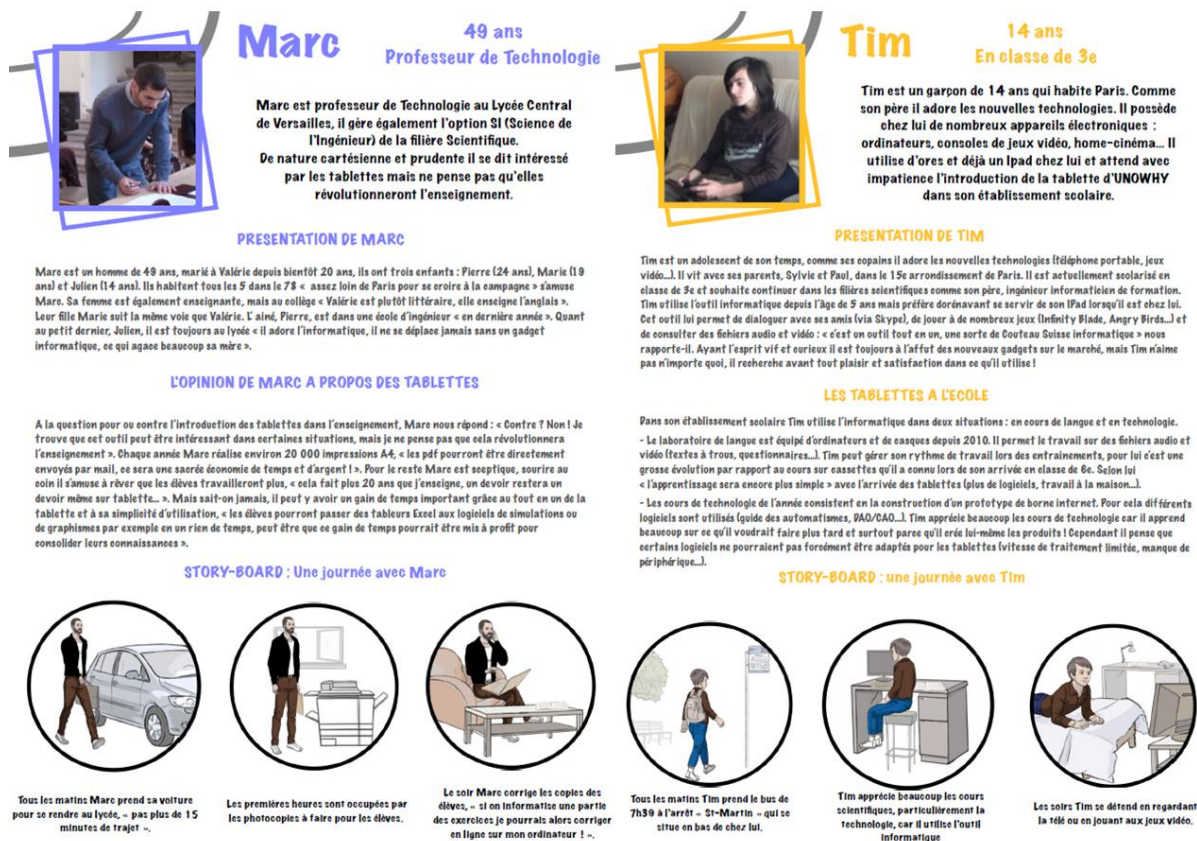 Marc
49 ans
Professeur de Technologie
Marc est professeur de Technologie au Lycée Central
de Versailles, il gère également l'option SI (Science de
l'Ingénieur) de la filière Scientifique.
De nature cartésienne et prudente il se dit intéressé
par les tablettes mais ne pense pas qu'elles
révolutionneront l'enseignement.
PRESENTATION DE MARC
Marc est un homme de 49 ans, marié à Valérie depuis bientôt 20 ans, ils ont trois enfants : Pierre (24 ans), Marie (19
ans) et Julien (14 ans). Ils habitent tous les 5 dans le 78 « assez loin de Paris pour se croire à la campagne » s'amuse
Marc. Sa femme est également enseignante, mais au collège « Valérie est plutôt littéraire, elle enseigne l'anglais ».
Leur fille Marie suit la même voie que Valérie. L' ainé, Pierre, est dans une école d'ingénieur « en dernière année ». Quant
au petit dernier, Julien, il est toujours au lycée « il adore l'informatique, il ne se déplace jamais sans un gadget
informatique, ce qui agace beaucoup sa mère ».
L'OPINION DE MARC A PROPOS DES TABLETTES
A la question pour ou contre l'introduction des tablettes dans l'enseignement, Marc nous répond : « Contre ? Non ! Je
trouve que cet outil peut être intéressant dans certaines situations, mais je ne pense pas que cela révolutionnera
l'enseignement ». Chaque année Marc réalise environ 20 000 impressions A4, « les pdf pourront être directement
envoyés par mail, ce sera une sacrée économie de temps et d'argent ! ». Pour le reste Marc est sceptique, sourire au
coin il s'amuse à rêver que les élèves travailleront plus, « cela fait plus 20 ans que j'enseigne, un devoir restera un
devoir même sur tablette... ». Mais sait-on jamais, il peut y avoir un gain de temps important grâce au tout en un de la
tablette et à sa simplicité d'utilisation, « les élèves pourront passer des tableurs Excel aux logiciels de simulations ou
de graphismes par exemple en un rien de temps, peut être que ce gain de temps pourrait être mis à profit pour
consolider leurs connaissances ».
STORY-BOARD : Une journée avec Marc
Tous les matins Marc prend sa voiture
pour se rendre au lycée, « pas plus de 15
minutes de trajet ».
Les premières heures sont occupées par
les photocopies à faire pour les élèves.
Le soir Marc corrige les copies des
élèves, « si on informatise une partie
des exercices je pourrais alors corriger
en ligne sur mon ordinateur ! ».
Tim
14 ans
En classe de 3e
Tim est un garçon de 14 ans qui habite Paris. Comme
son père il adore les nouvelles technologies. Il possède
chez lui de nombreux appareils électroniques :
ordinateurs, consoles de jeux vidéo, home-cinéma... Il
utilise d'ores et déjà un Ipad chez lui et attend avec
impatience l'introduction de la tablette d'UNOWHY
dans son établissement scolaire.
PRESENTATION DE TIM
Tim est un adolescent de son temps, comme ses copains il adore les nouvelles technologies (téléphone portable, jeux
vidéo...). Il vit avec ses parents, Sylvie et Paul, dans le 15e arrondissement de Paris. Il est actuellement scolarisé en
classe de 3e et souhaite continuer dans les filières scientifiques comme son père, ingénieur informaticien de formation.
Tim utilise l'outil informatique depuis l'âge de 5 ans mais préfère dorénavant se servir de son IPad lorsqu'il est chez lui.
Cet outil lui permet de dialoguer avec ses amis (via Skype), de jouer à de nombreux jeux (Infinity Blade, Angry Birds...) et
de consulter des fichiers audio et vidéo : « c'est un outil tout en un, une sorte de Couteau Suisse informatique » nous
rapporte-il. Ayant l'esprit vif et curieux il est toujours à l'affut des nouveaux gadgets sur le marché, mais Tim n'aime
pas n'importe quoi, il recherche avant tout plaisir et satisfaction dans ce qu'il utilise !
LES TABLETTES A L'ECOLE
Dans son établissement scolaire Tim utilise l'informatique dans deux situations : en cours de langue et en technologie.
- Le laboratoire de langue est équipé d'ordinateurs et de casques depuis 2010. Il permet le travail sur des fichiers audio et
vidéo (textes à trous, questionnaires...). Tim peut gérer son rythme de travail lors des entrainements, pour lui c'est une
grosse évolution par rapport au cours sur cassettes qu'il a connu lors de son arrivée en classe de 6e. Selon lui
« l'apprentissage sera encore plus simple » avec l'arrivée des tablettes (plus de logiciels, travail à la maison...).
- Les cours de technologie de l'année consistent en la construction d'un prototype de borne internet. Pour cela différents
logiciels sont utilisés (guide des automatismes, DAO/CAO...). Tim apprécie beaucoup les cours de technologie car il apprend
beaucoup sur ce qu'il voudrait faire plus tard et surtout parce qu'il crée lui-même les produits ! Cependant il pense que
certains logiciels ne pourraient pas forcément être adaptés pour les tablettes (vitesse de traitement limitée, manque de
périphérique...).
STORY-BOARD : une journée avec Tim
Tous les matins Tim prend le bus de
7h39 à l'arrêt « St-Martin » qui se
situe en bas de chez lui.
Tim apprécie beaucoup les cours
scientifiques, particulièrement la
technologie, car il utilise l'outil
informatique
Les soirs Tim se détend en regardant
la télé ou en jouant aux jeux vidéo.